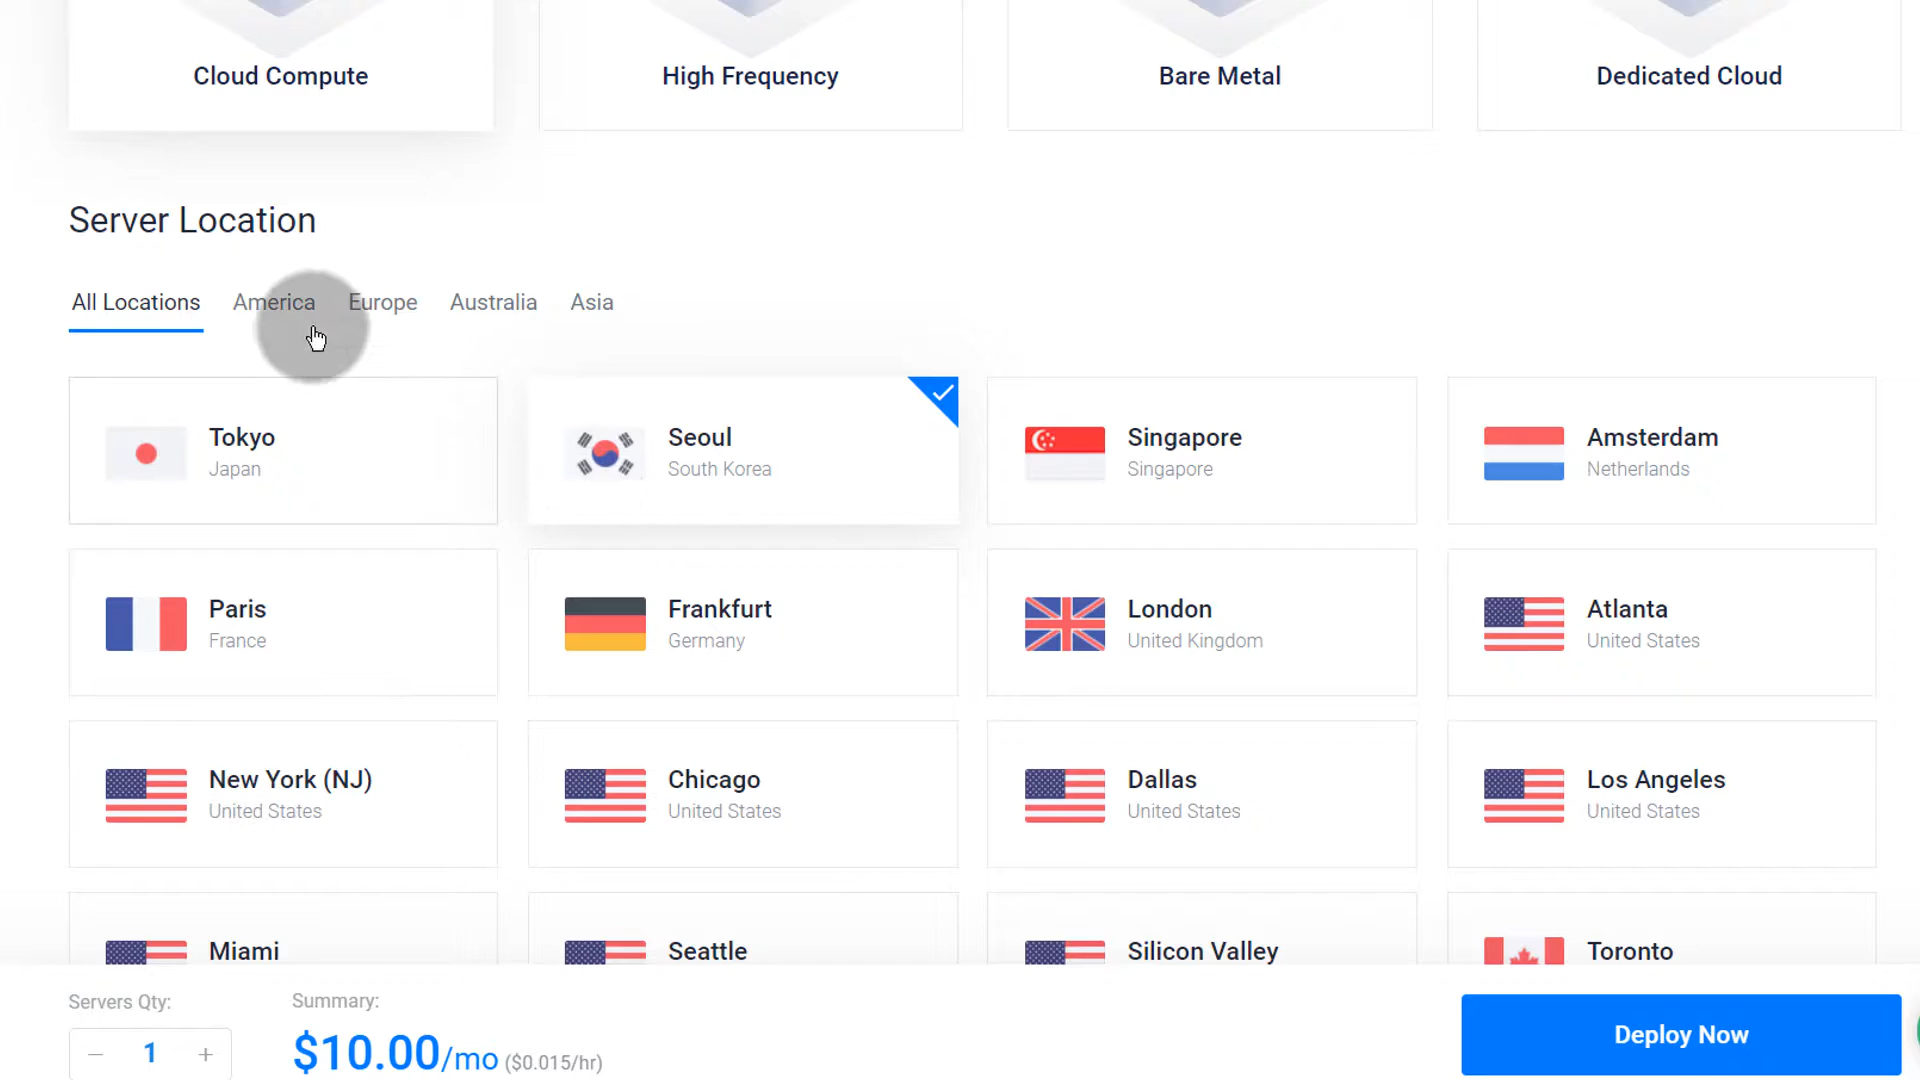 Cloud Compute
High Frequency
Bare Metal
Dedicated Cloud
Server Location
All Locations
America
Europe
Australia
Asia
Tokyo
Japan
Seoul
South Korea
Singapore
Singapore
Amsterdam
Netherlands
Paris
France
Frankfurt
Germany
London
United Kingdom
Atlanta
United States
New York (NJ)
United States
Chicago
United States
Dallas
United States
Los Angeles
United States
Miami
Seattle
Silicon Valley
Toronto
Servers Qty:
− 1 +
Summary:
$10.00/mo ($0.015/hr)
Deploy Now